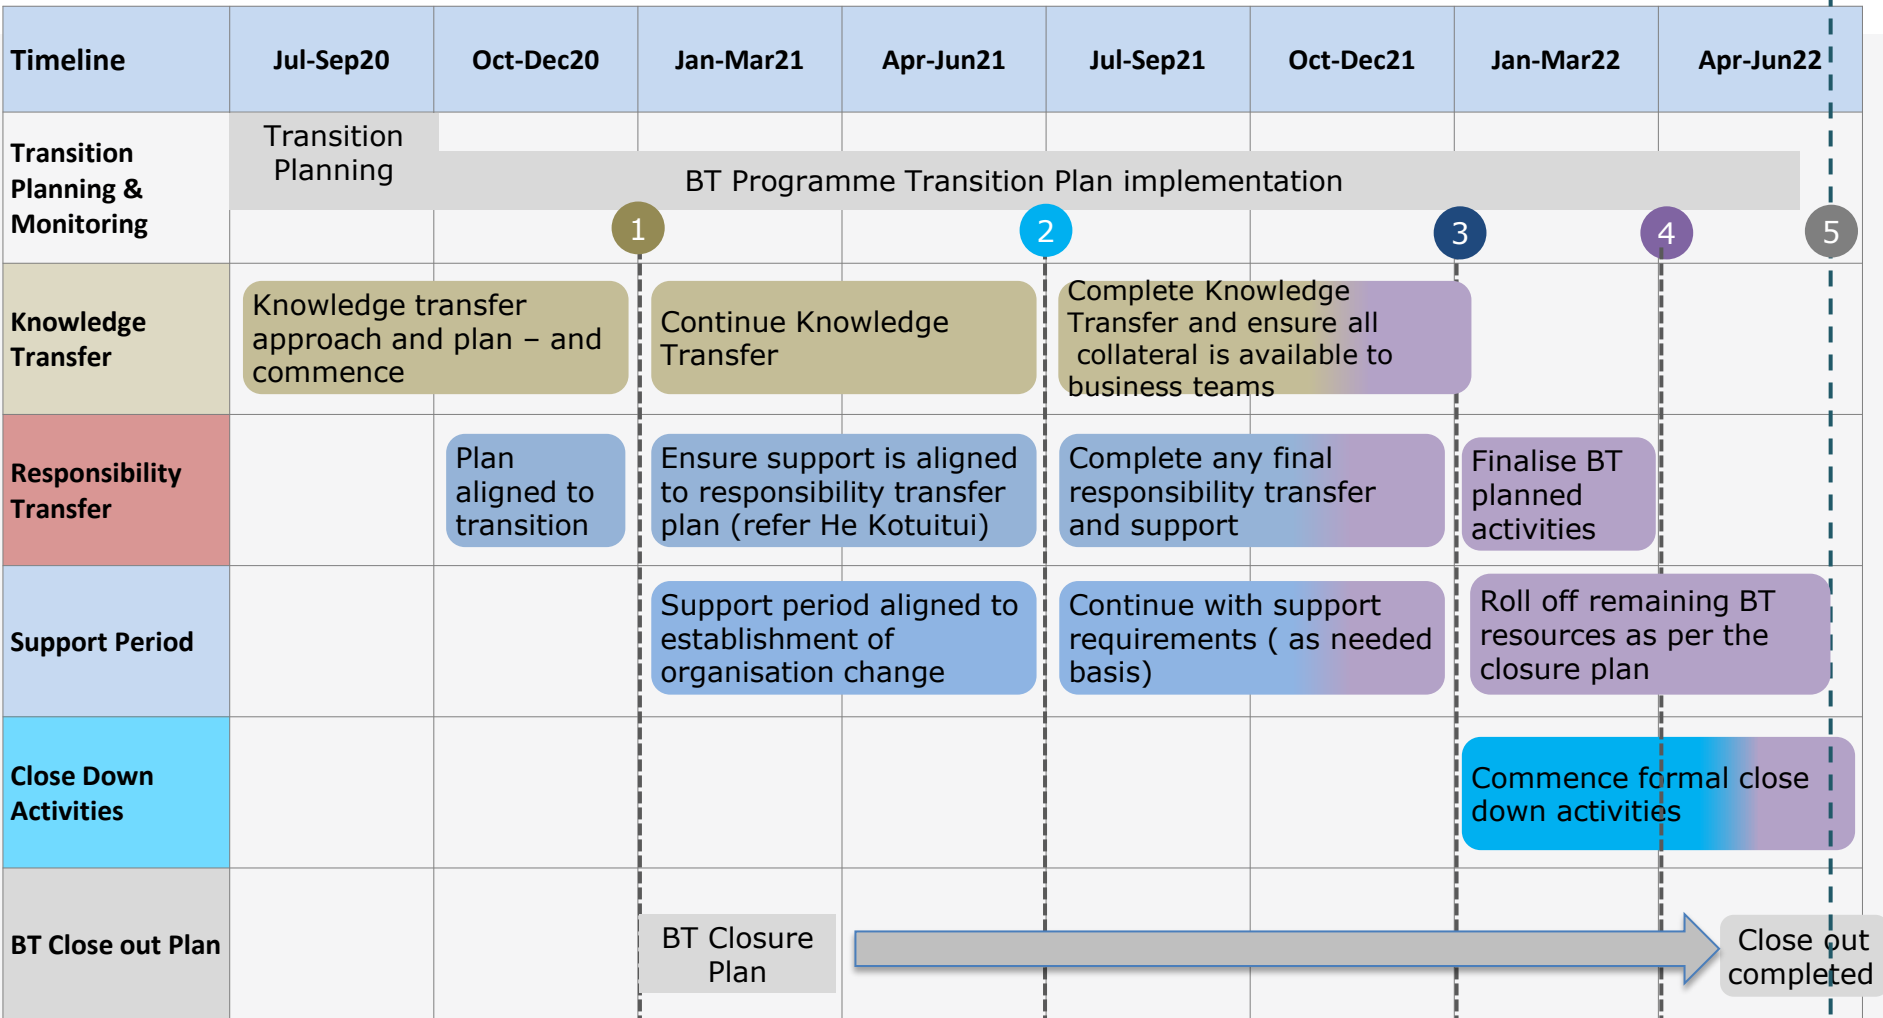 Timeline
Jul-Sep20
Oct-Dec20
Jan-Mar21
Apr-Jun21
Jul-Sep21
Oct-Dec21
Jan-Mar22
Apr-Jun22
Transition
Planning &
Monitoring
Transition
Planning
BT Programme Transition Plan implementation
1
2
3
4
5
Knowledge
Transfer
Knowledge transfer
approach and plan – and
commence
Continue Knowledge
Transfer
Complete Knowledge
Transfer and ensure all
collateral is available to
business teams
Responsibility
Transfer
Plan
aligned to
transition
Ensure support is aligned
to responsibility transfer
plan (refer He Kotuitui)
Complete any final
responsibility transfer
and support
Finalise BT
planned
activities
Support Period
Support period aligned to
establishment of
organisation change
Continue with support
requirements ( as needed
basis)
Roll off remaining BT
resources as per the
closure plan
Close Down
Activities
Commence formal close
down activities
BT Close out Plan
BT Closure
Plan
Close out
completed